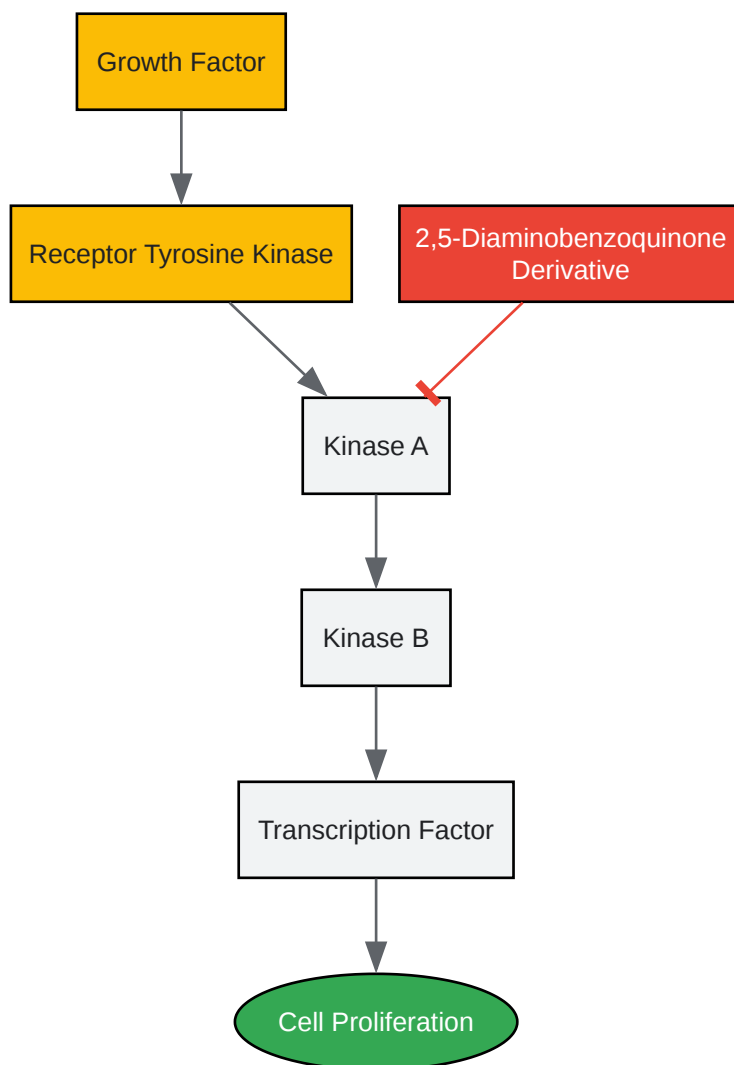 Growth Factor
Receptor Tyrosine Kinase
2,5-Diaminobenzoquinone
Derivative
Kinase A
Kinase B
Transcription Factor
Cell Proliferation